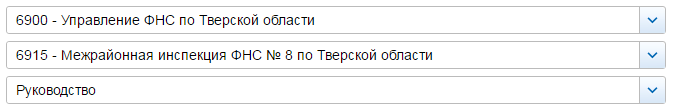 6900 - Управление ФНС по Тверской области
6915 - Межрайонная инспекция ФНС № 8 по Тверской области
Руководство